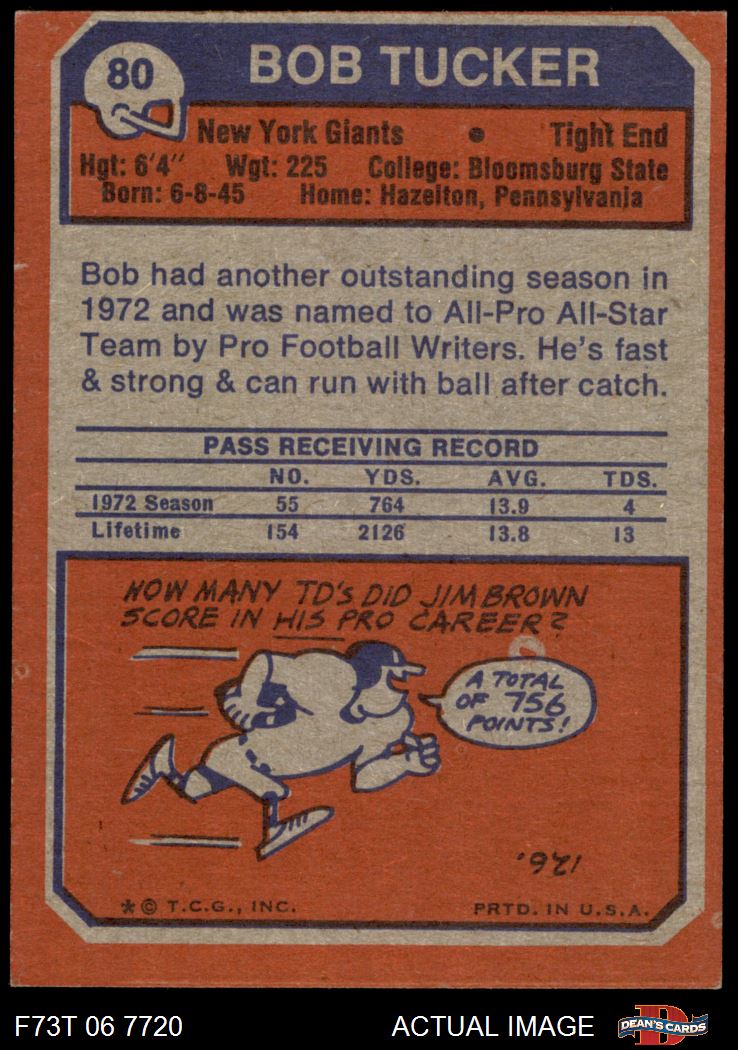 80
BOB TUCKER
New York Giants • Tight End
Hgt: 6'4" Wgt: 225 College: Bloomsburg State
Born: 6-8-45 Home: Hazelton, Pennsylvania
Bob had another outstanding season in
1972 and was named to All-Pro All-Star
Team by Pro Football Writers. He's fast
& strong & can run with ball after catch.
PASS RECEIVING RECORD
NO. YDS. AVG. TDS.
1972 Season 55 764 13.9 4
Lifetime 154 2126 13.8 13
HOW MANY TD'S DID JIM BROWN
SCORE IN HIS PRO CAREER?
A TOTAL
OF 756
POINTS!
126.
* © T.C.G., INC. PRTD. IN U.S.A.
F73T 06 7720 ACTUAL IMAGE
D
DEAN'S CARDS